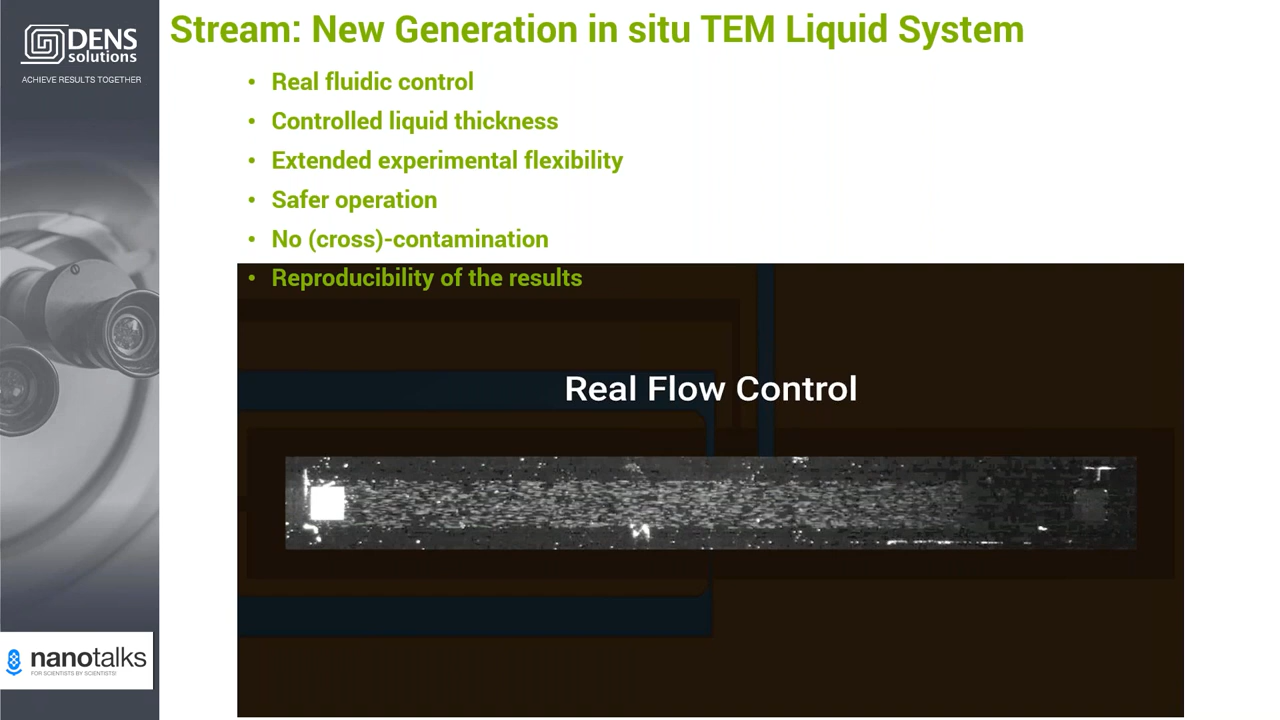 DENS
solutions
ACHIEVE RESULTS TOGETHER
Stream: New Generation in situ TEM Liquid System
• Real fluidic control
• Controlled liquid thickness
• Extended experimental flexibility
• Safer operation
• No (cross)-contamination
• Reproducibility of the results
Real Flow Control
nanotalks
FOR SCIENTISTS BY SCIENTISTS!